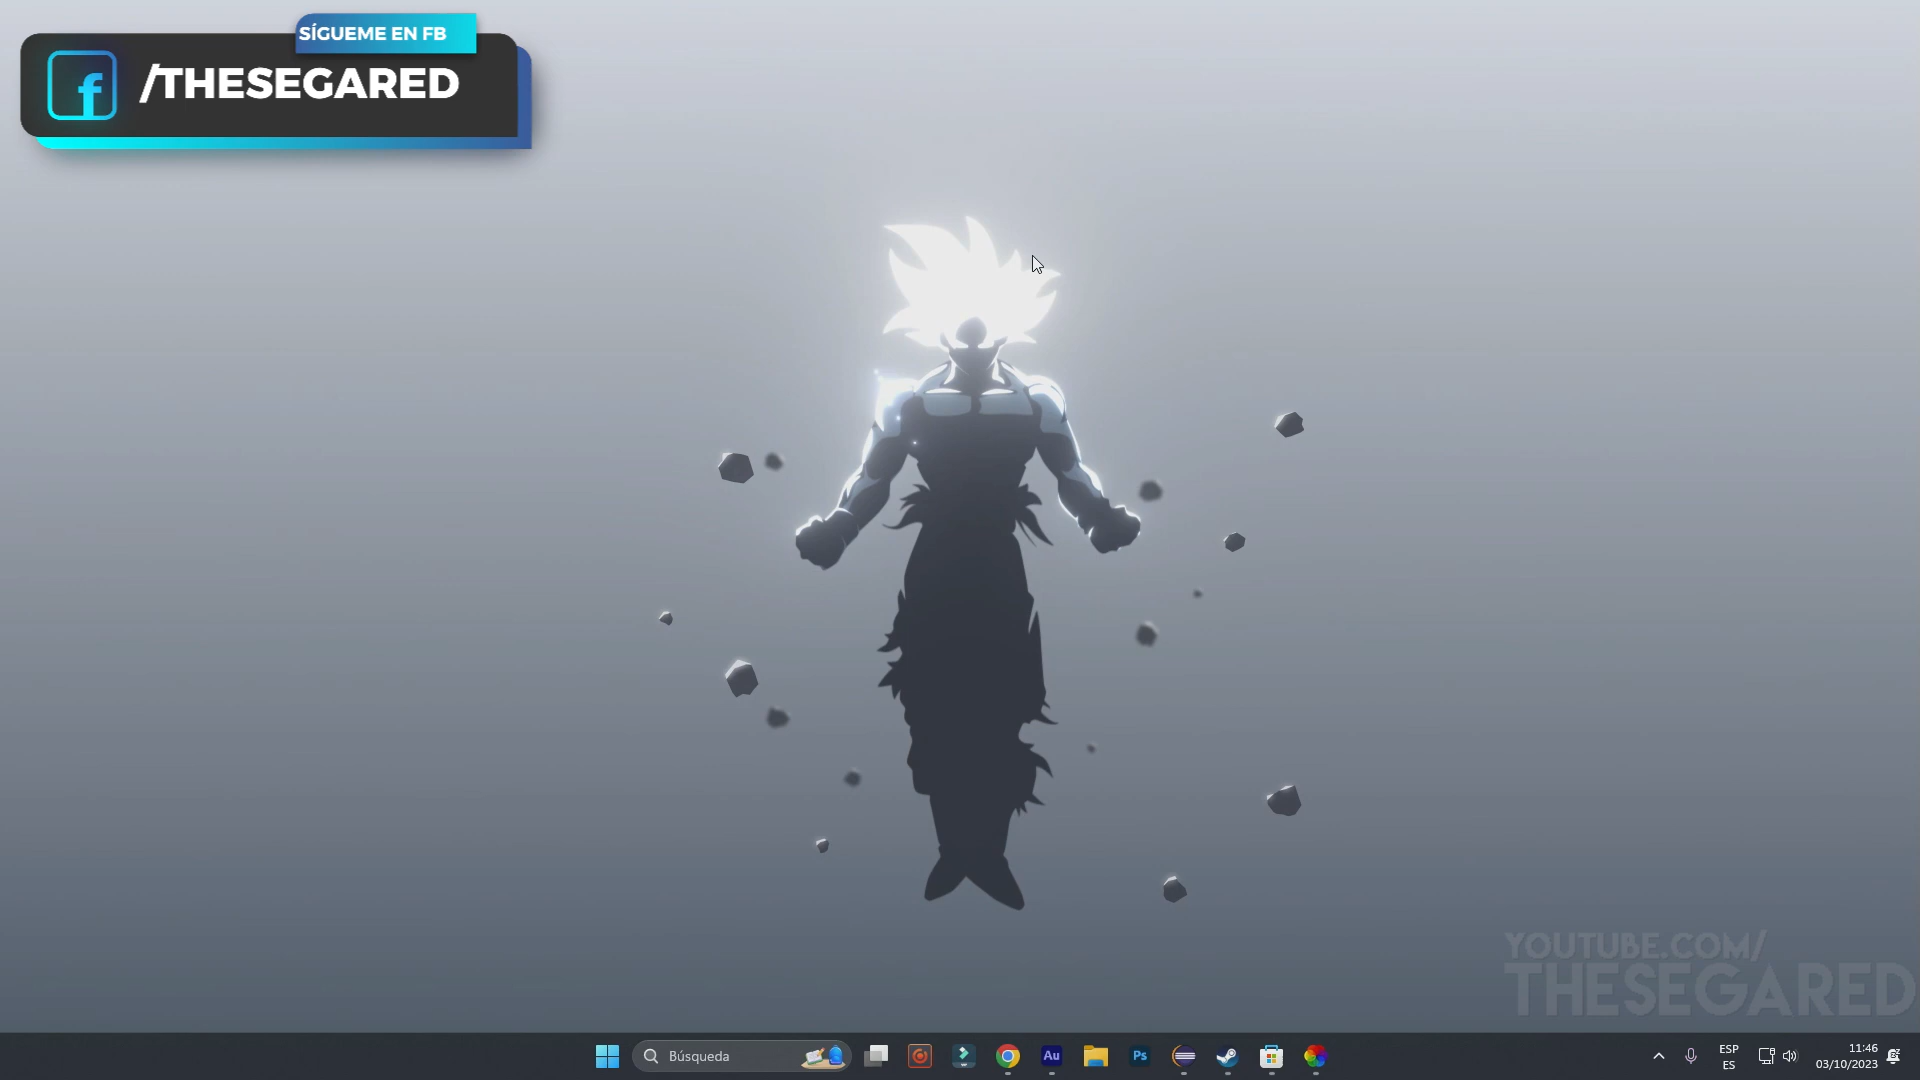 SÍGUEME EN FB
f /THESEGARED
YOUTUBE.COM/
THESEGARED
Búsqueda
Au
Ps
ESP
ES
11:46
03/10/2023